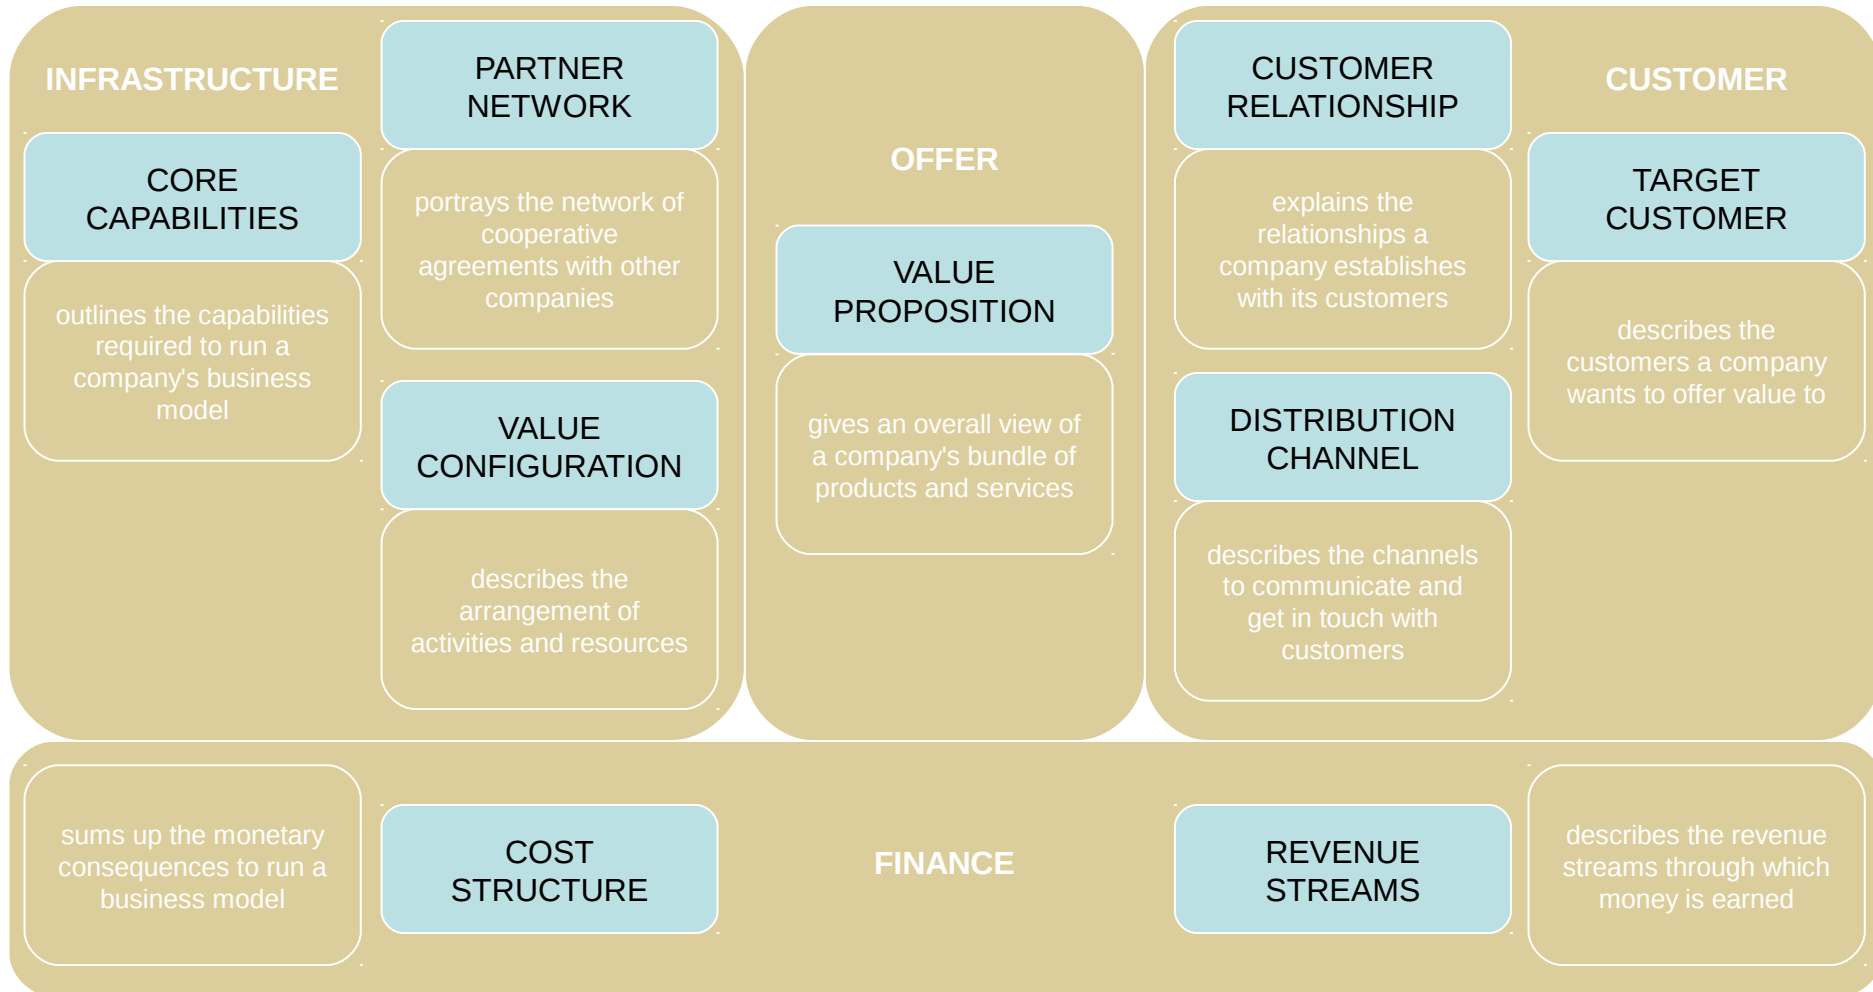 INFRASTRUCTURE
CORE
CAPABILITIES
outlines the capabilities
required to run a
company's business
model
PARTNER
NETWORK
portrays the network of
cooperative
agreements with other
companies
VALUE
CONFIGURATION
describes the
arrangement of
activities and resources
OFFER
VALUE
PROPOSITION
gives an overall view of
a company's bundle of
products and services
CUSTOMER
RELATIONSHIP
explains the
relationships a
company establishes
with its customers
DISTRIBUTION
CHANNEL
describes the channels
to communicate and
get in touch with
customers
CUSTOMER
TARGET
CUSTOMER
describes the
customers a company
wants to offer value to
sums up the monetary
consequences to run a
business model
COST
STRUCTURE
FINANCE
REVENUE
STREAMS
describes the revenue
streams through which
money is earned